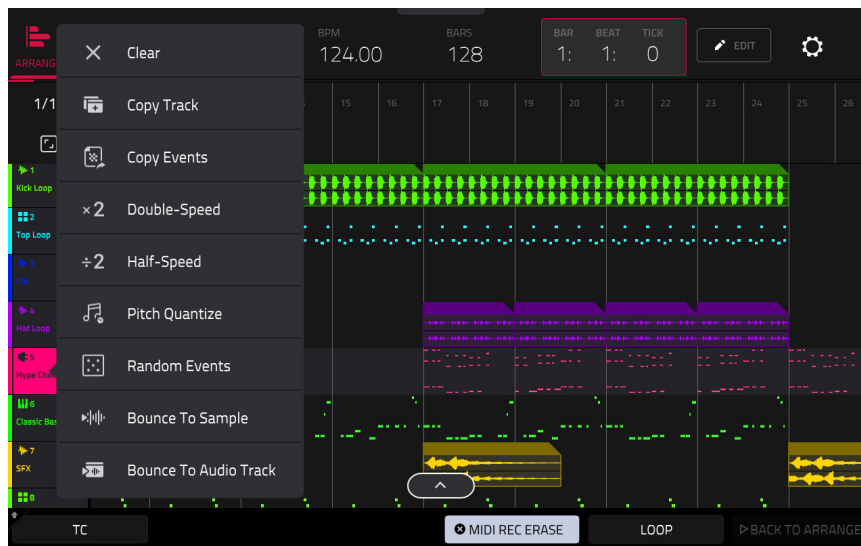 ARRANG
BPM
124.00
BARS
128
BAR BEAT TICK
1: 1: 0
EDIT
1/1
15 16 17 18 19 20 21 22 23 24 25 26
Clear
Copy Track
Copy Events
×2 Double-Speed
÷2 Half-Speed
Pitch Quantize
Random Events
Bounce To Sample
Bounce To Audio Track
1
Kick Loop
2
Top Loop
3
4
Hat Loop
5
Hype Cho
6
Classic Bas
7
SFX
8
TC
MIDI REC ERASE
LOOP
BACK TO ARRANGE